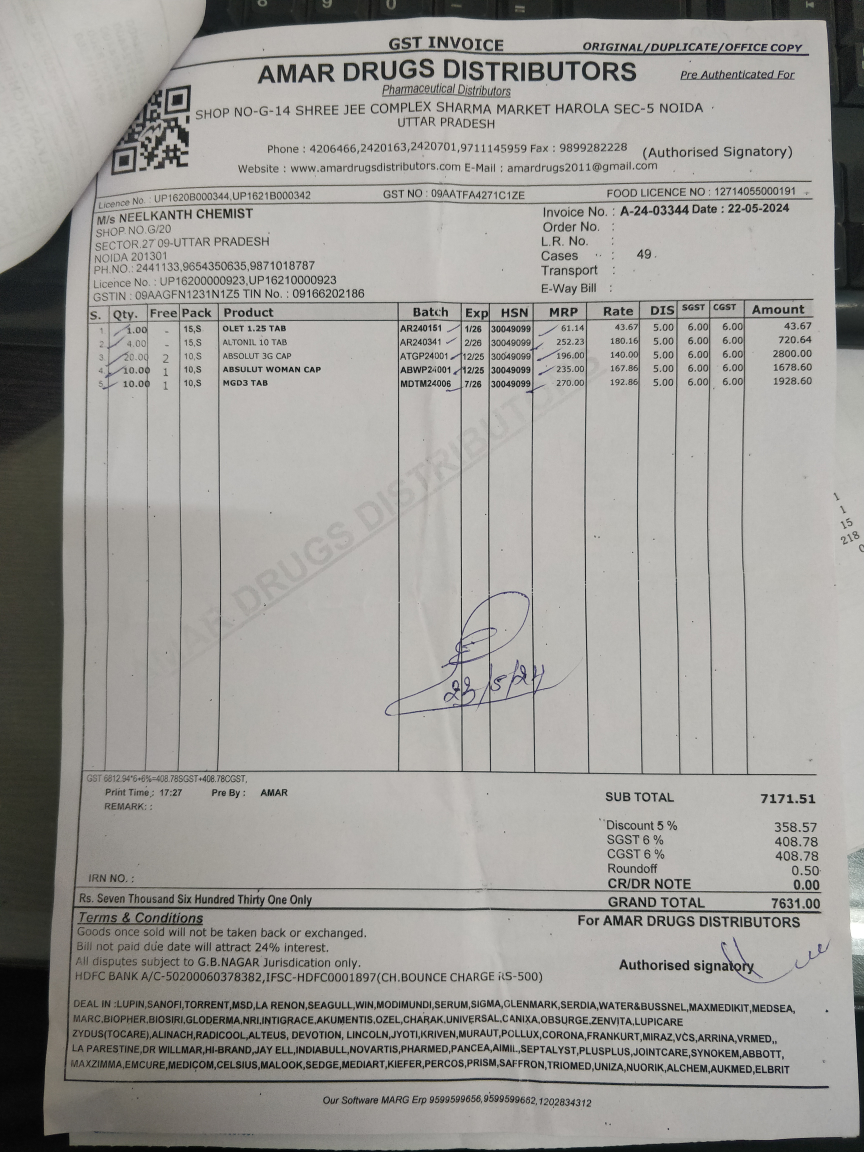 GST INVOICE ORIGINAL/DUPLICATE/OFFICE COPY
AMAR DRUGS DISTRIBUTORS Pre Authenticated For
Pharmaceutical Distributors
SHOP NO-G-14 SHREE JEE COMPLEX SHARMA MARKET HAROLA SEC-5 NOIDA
UTTAR PRADESH
Phone : 4206466,2420163,2420701,9711145959 Fax : 9899282228 (Authorised Signatory)
Website : www.amardrugsdistributors.com E-Mail : amardrugs2011@gmail.com
Licence No. : UP1620B000344,UP1621B000342 GST NO : 09AATFA4271C1ZE FOOD LICENCE NO : 12714055000191
M/s NEELKANTH CHEMIST Invoice No. : A-24-03344 Date : 22-05-2024
SHOP NO.G/20 Order No. :
SECTOR.27 09-UTTAR PRADESH L.R. No. :
NOIDA 201301 Cases : 49.
PH.NO.: 2441133,9654350635,9871018787 Transport :
Licence No. : UP16200000923,UP16210000923 E-Way Bill :
GSTIN : 09AAGFN1231N1Z5 TIN No. : 09166202186
S. Qty. Free Pack Product Batch Exp HSN MRP Rate DIS SGST CGST Amount
1. 1.00 - 15,S OLET 1.25 TAB AR240151 1/26 30049099 61.14 43.67 5.00 6.00 6.00 43.67
2. 4.00 - 15,S ALTONIL 10 TAB AR240341 2/26 30049099 252.23 180.16 5.00 6.00 6.00 720.64
3. 20.00 2 10,S ABSOLUT 3G CAP ATGP24001 12/25 30049099 196.00 140.00 5.00 6.00 6.00 2800.00
4. 10.00 1 10,S ABSULUT WOMAN CAP ABWP24001 12/25 30049099 235.00 167.86 5.00 6.00 6.00 1678.60
5. 10.00 1 10,S MGD3 TAB MDTM24006 7/26 30049099 270.00 192.86 5.00 6.00 6.00 1928.60
AMAR DRUGS DISTRIBUTORS
23/5/24
GST 6812.94*6+6%=408.78SGST+408.78CGST,
Print Time : 17:27 Pre By : AMAR SUB TOTAL 7171.51
REMARK: :
Discount 5 % 358.57
SGST 6 % 408.78
CGST 6 % 408.78
Roundoff 0.50
IRN NO. : CR/DR NOTE 0.00
Rs. Seven Thousand Six Hundred Thirty One Only GRAND TOTAL 7631.00
Terms & Conditions For AMAR DRUGS DISTRIBUTORS
Goods once sold will not be taken back or exchanged.
Bill not paid due date will attract 24% interest.
All disputes subject to G.B.NAGAR Jurisdication only. Authorised signatory
HDFC BANK A/C-50200060378382,IFSC-HDFC0001897(CH.BOUNCE CHARGE RS-500)
DEAL IN :LUPIN,SANOFI,TORRENT,MSD,LA RENON,SEAGULL,WIN,MODIMUNDI,SERUM,SIGMA,GLENMARK,SERDIA,WATER&BUSSNEL,MAXMEDIKIT,MEDSEA,
MARC,BIOPHER,BIOSIRI,GLODERMA,NRI,INTIGRACE,AKUMENTIS,OZEL,CHARAK,UNIVERSAL,CANIXA,OBSURGE,ZENVITA,LUPICARE
ZYDUS(TOCARE),ALINACH,RADICOOL,ALTEUS, DEVOTION, LINCOLN,JYOTI,KRIVEN,MURAUT,POLLUX,CORONA,FRANKURT,MIRAZ,VCS,ARRINA,VRMED,,
LA PARESTINE,DR WILLMAR,HI-BRAND,JAY ELL,INDIABULL,NOVARTIS,PHARMED,PANCEA,AIMIL,SEPTALYST,PLUSPLUS,JOINTCARE,SYNOKEM,ABBOTT,
MAXZIMMA,EMCURE,MEDICOM,CELSIUS,MALOOK,SEDGE,MEDIART,KIEFER,PERCOS,PRISM,SAFFRON,TRIOMED,UNIZA,NUORIK,ALCHEM,AUKMED,ELBRIT
Our Software MARG Erp 9599599656,9599599662,1202834312
1
1
15
218